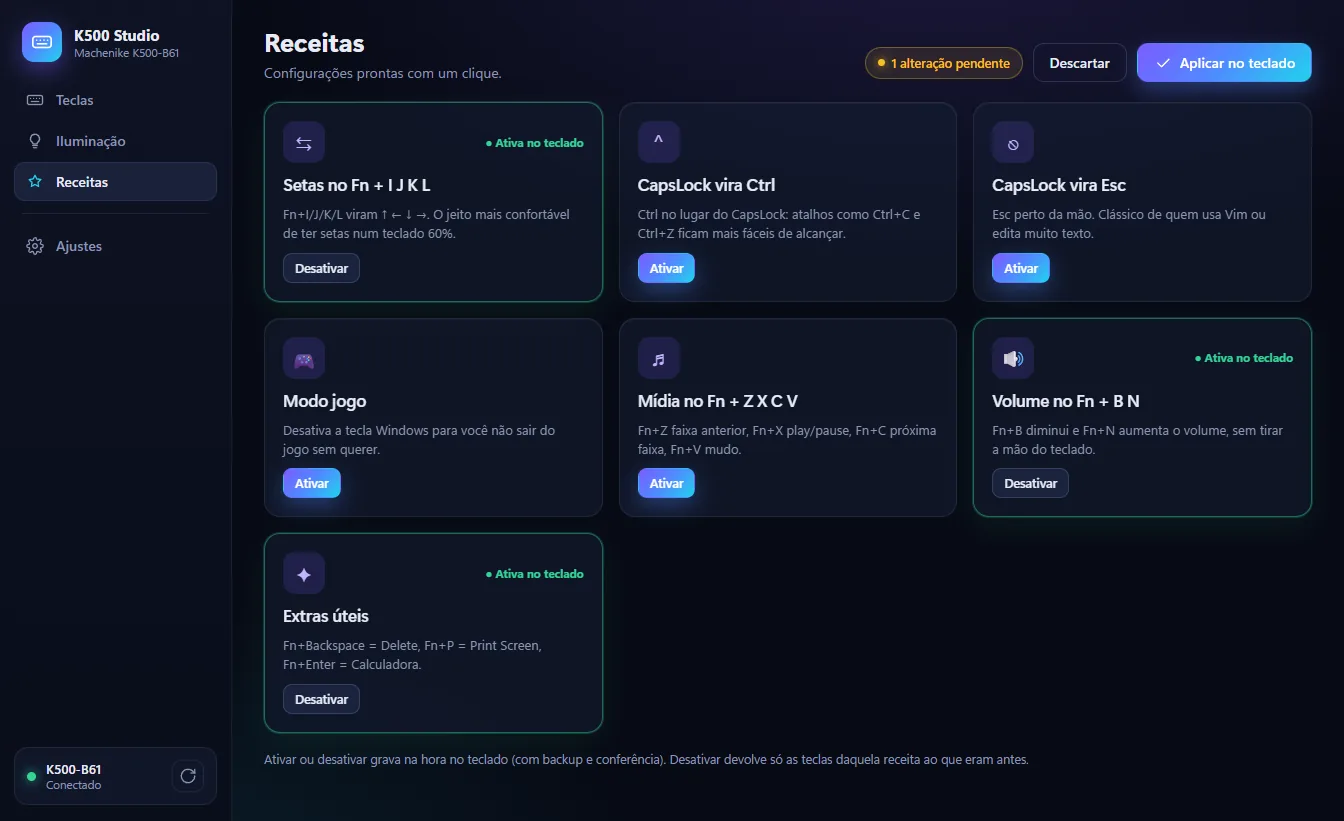 K500 Studio
Machenike K500-B61
Teclas
Iluminação
Receitas
Ajustes
K500-B61
Conectado
Receitas
Configurações prontas com um clique.
1 alteração pendente
Descartar
Aplicar no teclado
Ativa no teclado
Setas no Fn + I J K L
Fn+I/J/K/L viram ↑ ← ↓ →. O jeito mais confortável
de ter setas num teclado 60%.
Desativar
^
CapsLock vira Ctrl
Ctrl no lugar do CapsLock: atalhos como Ctrl+C e
Ctrl+Z ficam mais fáceis de alcançar.
Ativar
CapsLock vira Esc
Esc perto da mão. Clássico de quem usa Vim ou
edita muito texto.
Ativar
Modo jogo
Desativa a tecla Windows para você não sair do
jogo sem querer.
Ativar
Mídia no Fn + Z X C V
Fn+Z faixa anterior, Fn+X play/pause, Fn+C próxima
faixa, Fn+V mudo.
Ativar
Ativa no teclado
Volume no Fn + B N
Fn+B diminui e Fn+N aumenta o volume, sem tirar
a mão do teclado.
Desativar
Ativa no teclado
Extras úteis
Fn+Backspace = Delete, Fn+P = Print Screen,
Fn+Enter = Calculadora.
Desativar
Ativar ou desativar grava na hora no teclado (com backup e conferência). Desativar devolve só as teclas daquela receita ao que eram antes.